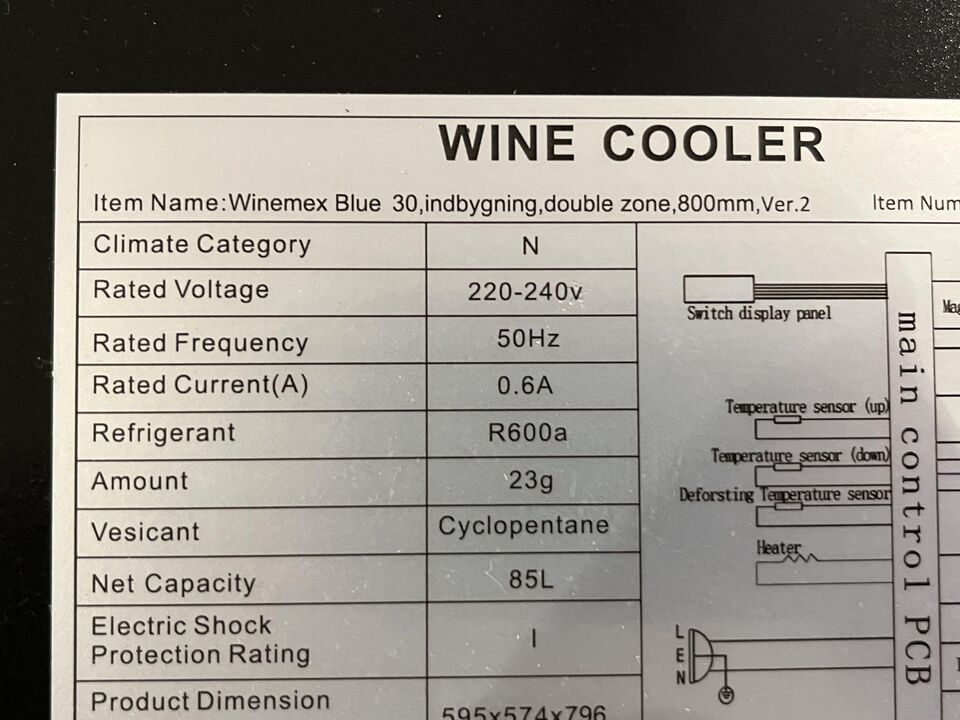 WINE COOLER
Item Name:Winemex Blue 30,indbygning,double zone,800mm,Ver.2 Item
Climate Category N
Rated Voltage 220-240v
Rated Frequency 50Hz
Rated Current(A) 0.6A
Refrigerant R600a
Amount 23g
Vesicant Cyclopentane
Net Capacity 85L
Electric Shock
Protection Rating I
Product Dimension
595x574x796
Switch display panel
Temperature sensor (up)
Temperature sensor (down)
Deforsting Temperature sensor
Heater
L
E
N
main control PCB